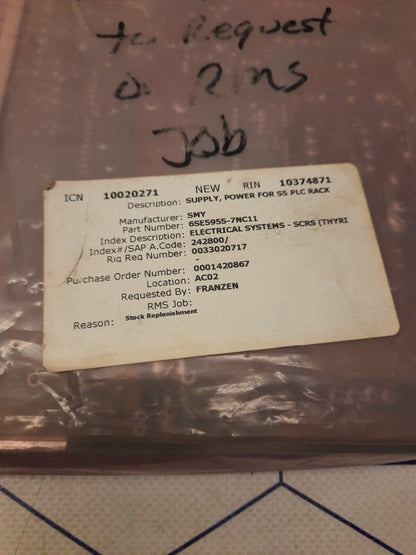 to Request
on RMS
Job
ICN 10020271 NEW RIN 10374871
Description: SUPPLY, POWER FOR S5 PLC RACK
Manufacturer: SMY
Part Number: 6SE5955-7NC11
Index Description: ELECTRICAL SYSTEMS - SCRS (THYRI
Index#/SAP A.Code: 242800/
Rig Req Number: 0033020717
-
Purchase Order Number: 0001420867
Location: AC02
Requested By: FRANZEN
RMS Job:
Reason: Stock Replenishment